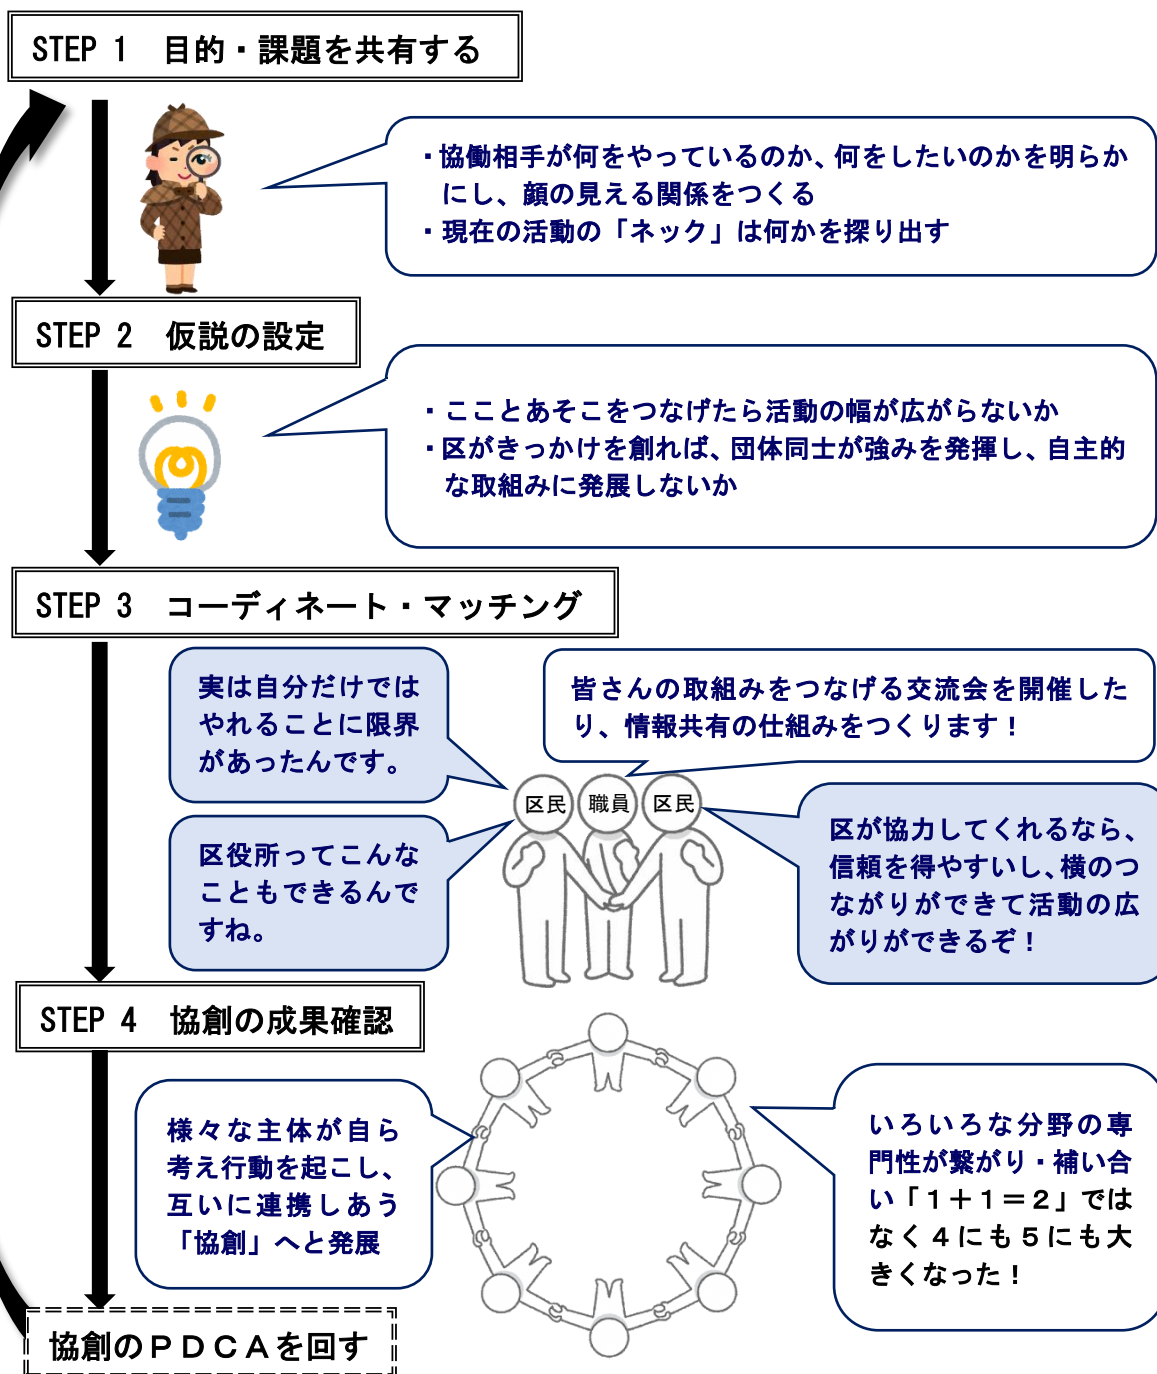 STEP 1　目的・課題を共有する
・協働相手が何をやっているのか、何をしたいのかを明らか
にし、顔の見える関係をつくる
・現在の活動の「ネック」は何かを探り出す
STEP 2　仮説の設定
・こことあそこをつなげたら活動の幅が広がらないか
・区がきっかけを創れば、団体同士が強みを発揮し、自主的
な取組みに発展しないか
STEP 3　コーディネート・マッチング
実は自分だけでは
やれることに限界
があったんです。
皆さんの取組みをつなげる交流会を開催した
り、情報共有の仕組みをつくります！
区民
職員
区民
区役所ってこんな
こともできるんで
すね。
区が協力してくれるなら、
信頼を得やすいし、横のつ
ながりができて活動の広
がりができるぞ！
STEP 4　協創の成果確認
様々な主体が自ら
考え行動を起こし、
互いに連携しあう
「協創」へと発展
いろいろな分野の専
門性が繋がり・補い合
い「１＋１＝２」では
なく４にも５にも大
きくなった！
協創のＰＤＣＡを回す